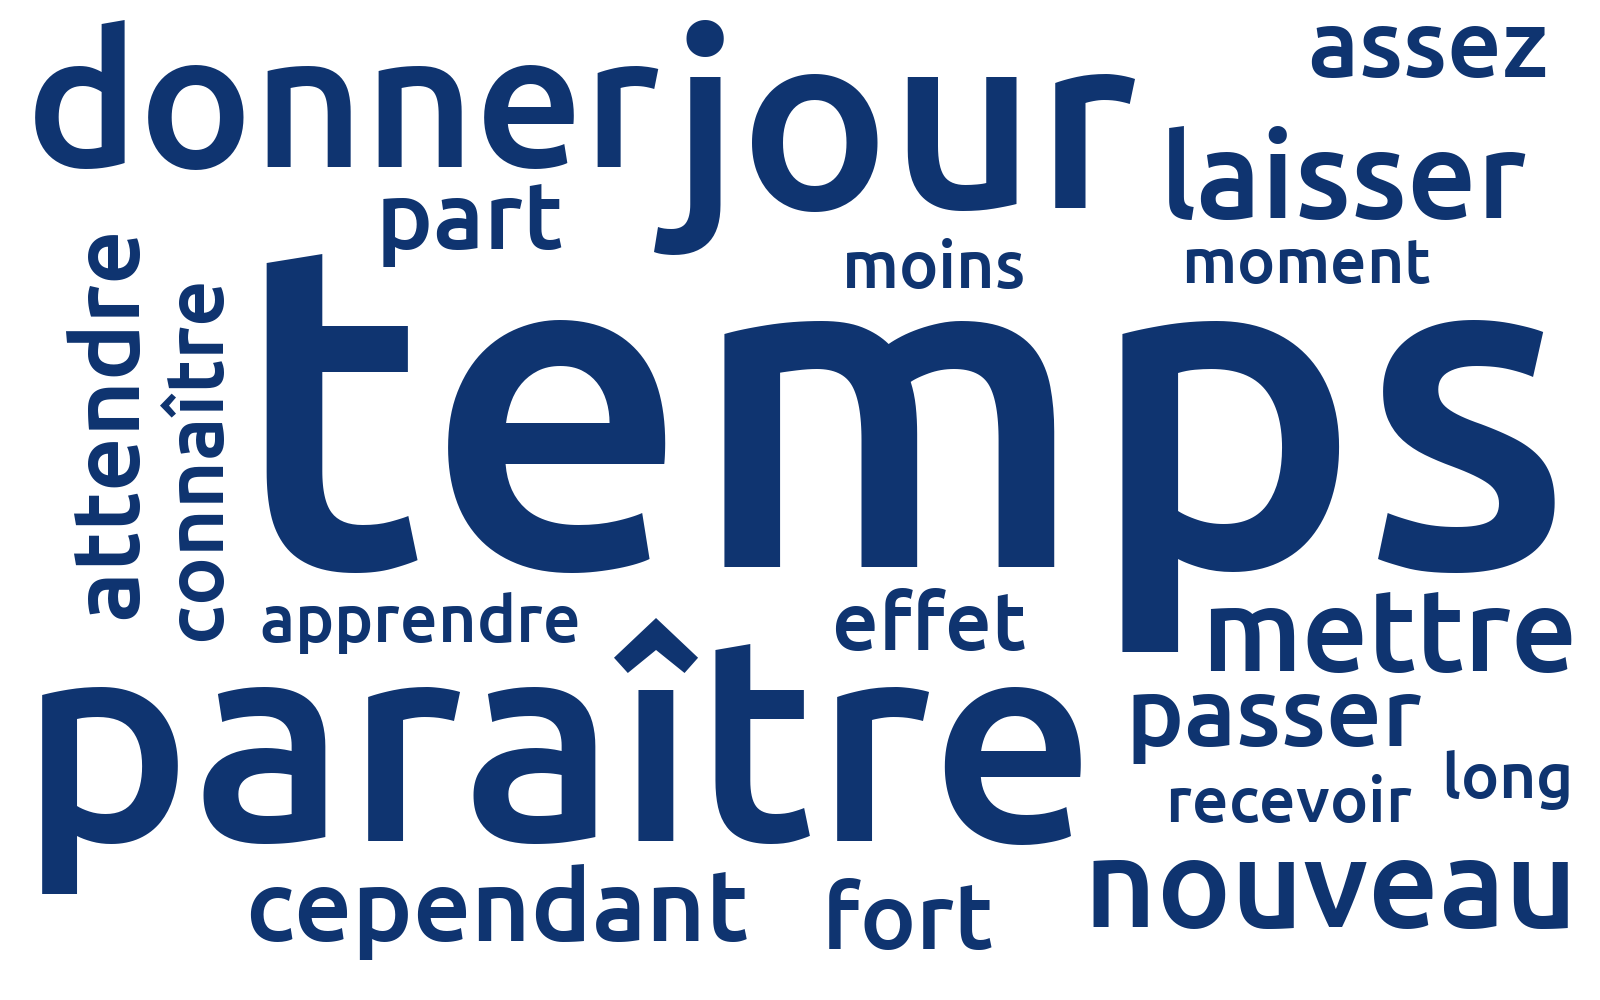 donner
jour
assez
laisser
part
moins
moment
attendre
connaître
temps
apprendre
effet
mettre
paraître
passer
long
recevoir
nouveau
cependant
fort